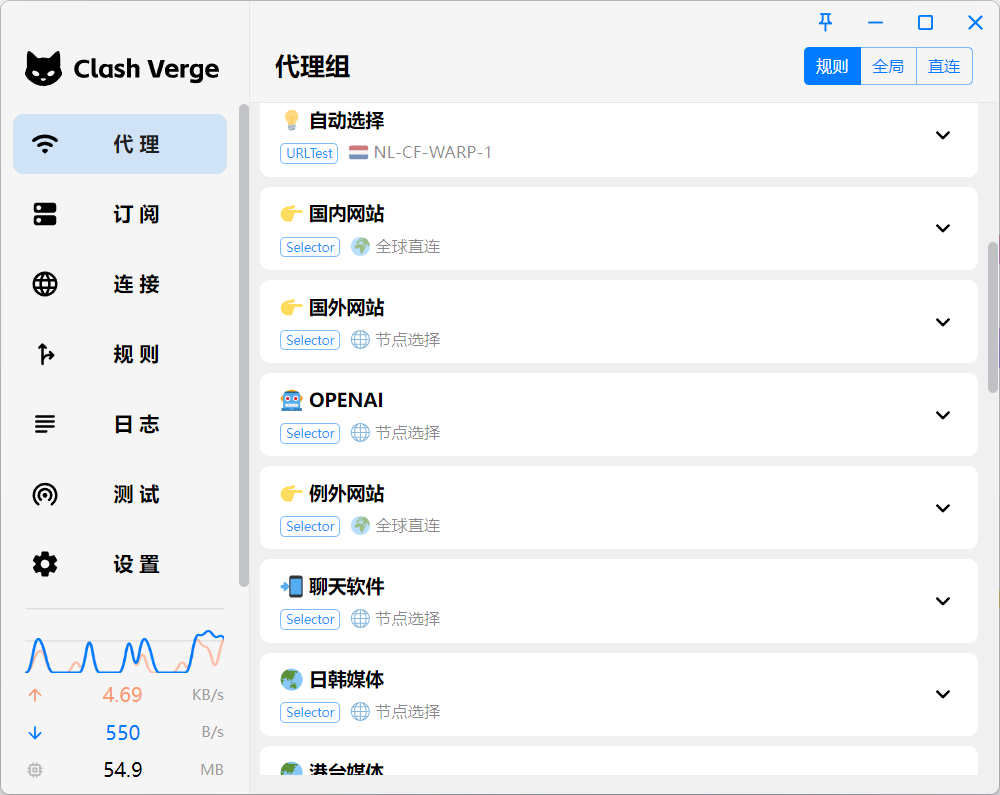 Clash Verge
代 理
订 阅
连 接
规 则
日 志
测 试
设 置
4.69 KB/s
550 B/s
54.9 MB
代理组
规则 全局 直连
自动选择
URLTest NL-CF-WARP-1
国内网站
Selector 全球直连
国外网站
Selector 节点选择
OPENAI
Selector 节点选择
例外网站
Selector 全球直连
聊天软件
Selector 节点选择
日韩媒体
Selector 节点选择
港台媒体